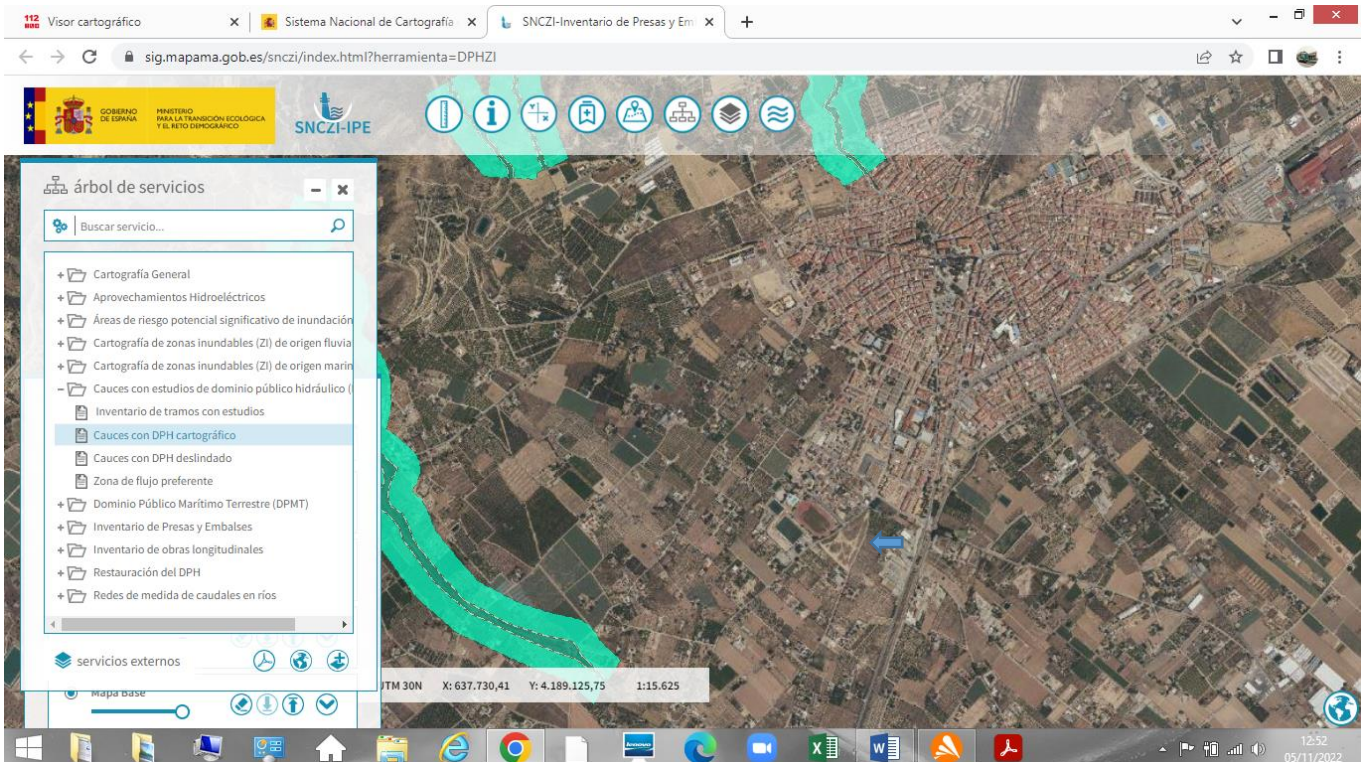 112 Visor cartográfico
Sistema Nacional de Cartografía
SNCZI-Inventario de Presas y Em
sig.mapama.gob.es/snczi/index.html?herramienta=DPHZI
GOBIERNO DE ESPAÑA
MINISTERIO PARA LA TRANSICIÓN ECOLÓGICA Y EL RETO DEMOGRÁFICO
SNCZI-IPE
árbol de servicios
Buscar servicio...
Cartografía General
Aprovechamientos Hidroeléctricos
Áreas de riesgo potencial significativo de inundación
Cartografía de zonas inundables (ZI) de origen fluvia
Cartografía de zonas inundables (ZI) de origen marin
Cauces con estudios de dominio público hidráulico (
Inventario de tramos con estudios
Cauces con DPH cartográfico
Cauces con DPH deslindado
Zona de flujo preferente
Dominio Público Marítimo Terrestre (DPMT)
Inventario de Presas y Embalses
Inventario de obras longitudinales
Restauración del DPH
Redes de medida de caudales en ríos
servicios externos
Mapa Base
UTM 30N X: 637.730,41 Y: 4.189.125,75 1:15.625
lenovo
12:52
05/11/2022